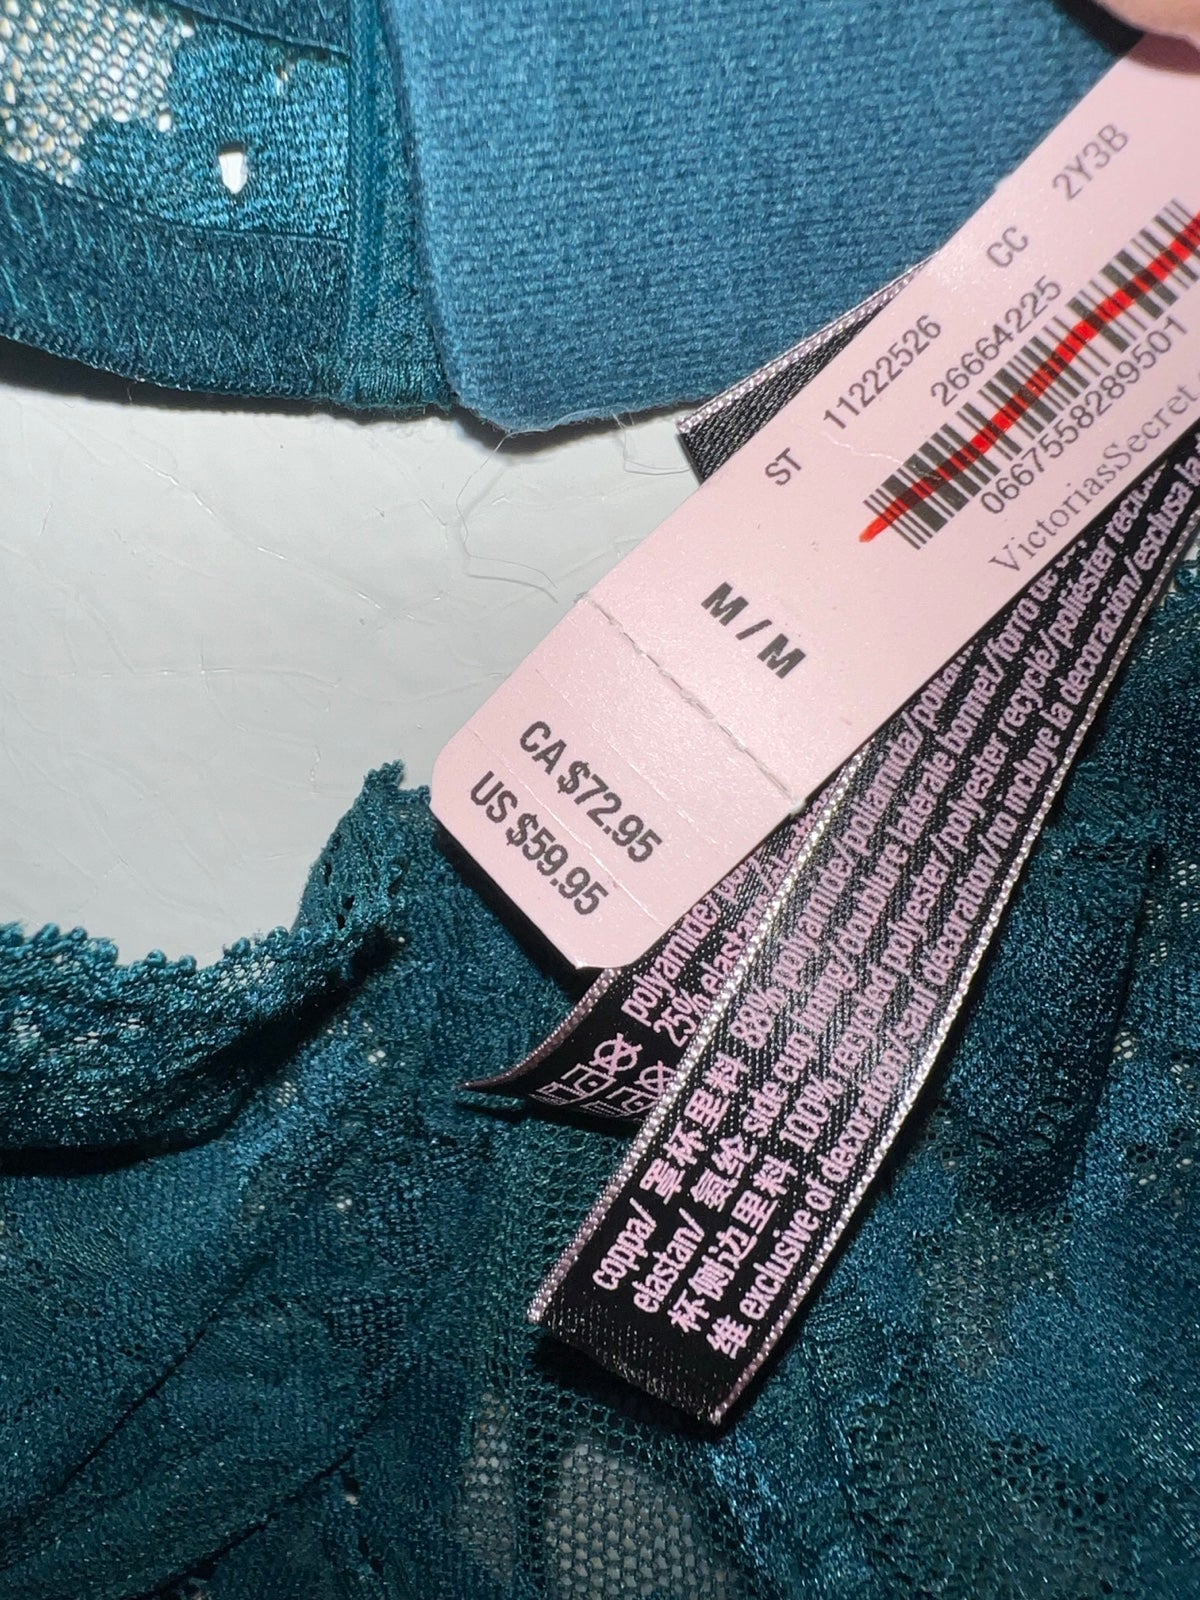 ST 11222526 CC 2Y3B
26664225
0667558289501
VictoriasSecret
M / M
CA $72.95
US $59.95
polyamide/
25% elastan
coppa/ 罩杯里料 88% polyamide/poliamida/
elastan/ 氨纶 side cup lining/doublure latérale bonnet/forro de
杯侧边里料 100% recycled polyester/polyester recyclé/poliéster
维 exclusive of decoration/sauf décoration/no incluye la decoración/esclusa la